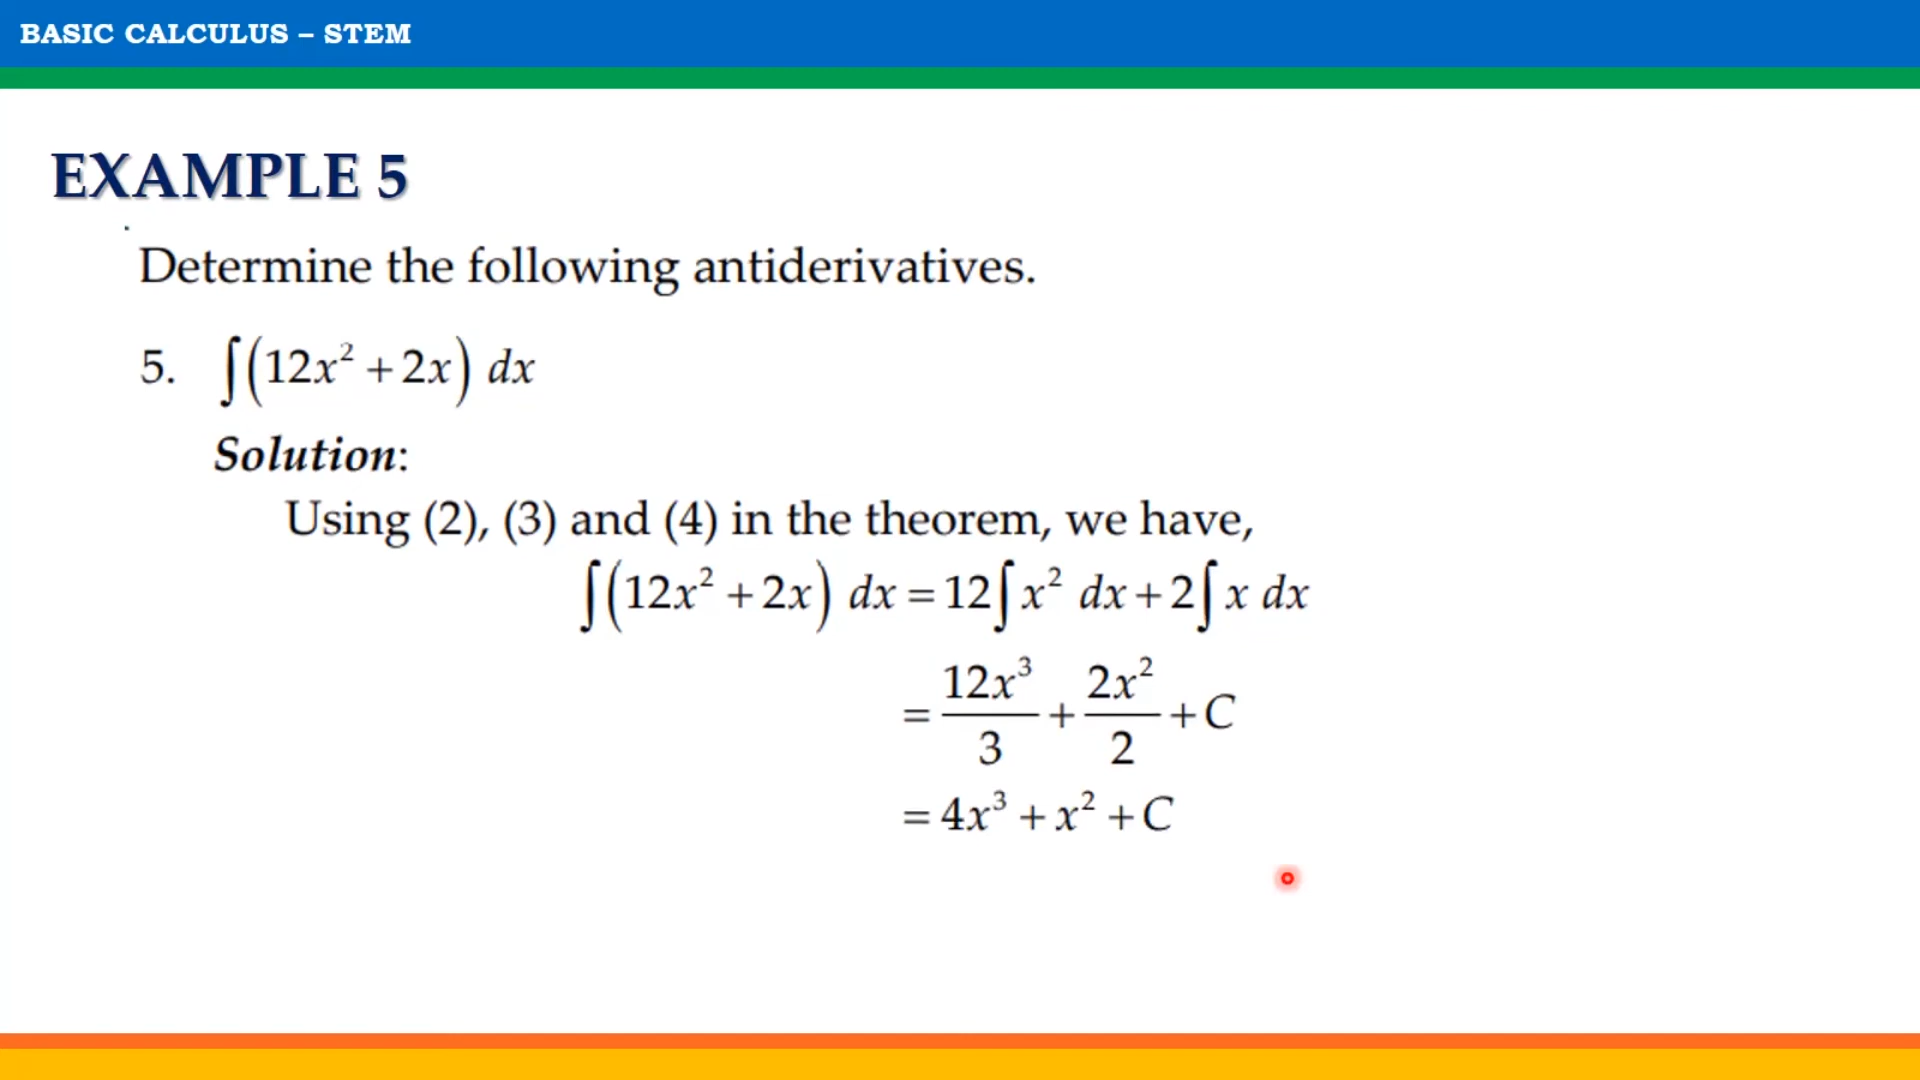 BASIC CALCULUS – STEM
EXAMPLE 5
Determine the following antiderivatives.
5. ∫(12x² + 2x) dx
Solution:
Using (2), (3) and (4) in the theorem, we have,
∫(12x² + 2x) dx = 12∫x² dx + 2∫x dx
= 12x³/3 + 2x²/2 + C
= 4x³ + x² + C